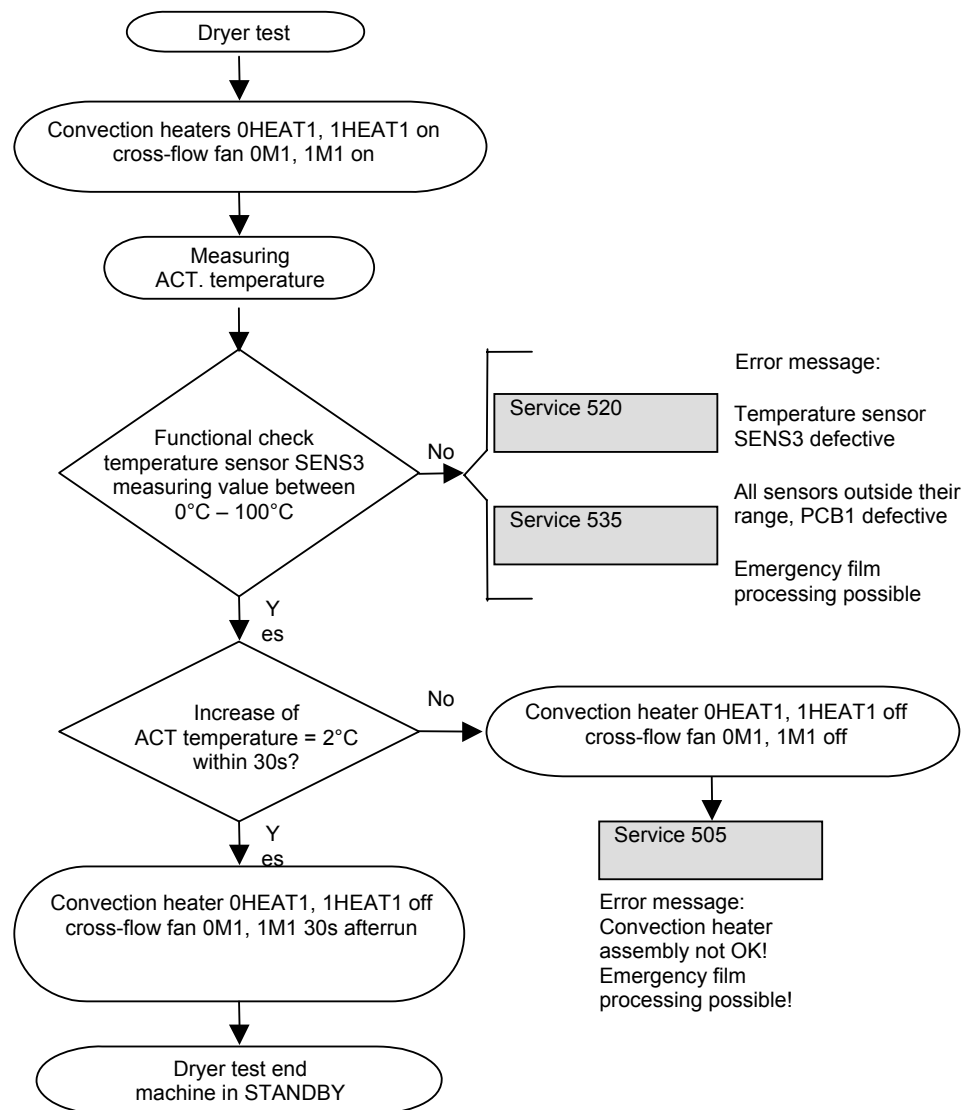 Dryer test
Convection heaters 0HEAT1, 1HEAT1 on
cross-flow fan 0M1, 1M1 on
Measuring
ACT. temperature
Functional check
temperature sensor SENS3
measuring value between
0°C – 100°C
No
Service 520
Service 535
Error message:
Temperature sensor
SENS3 defective
All sensors outside their
range, PCB1 defective
Emergency film
processing possible
Y
es
Increase of
ACT temperature = 2°C
within 30s?
No
Convection heater 0HEAT1, 1HEAT1 off
cross-flow fan 0M1, 1M1 off
Service 505
Error message:
Convection heater
assembly not OK!
Emergency film
processing possible!
Y
es
Convection heater 0HEAT1, 1HEAT1 off
cross-flow fan 0M1, 1M1 30s afterrun
Dryer test end
machine in STANDBY